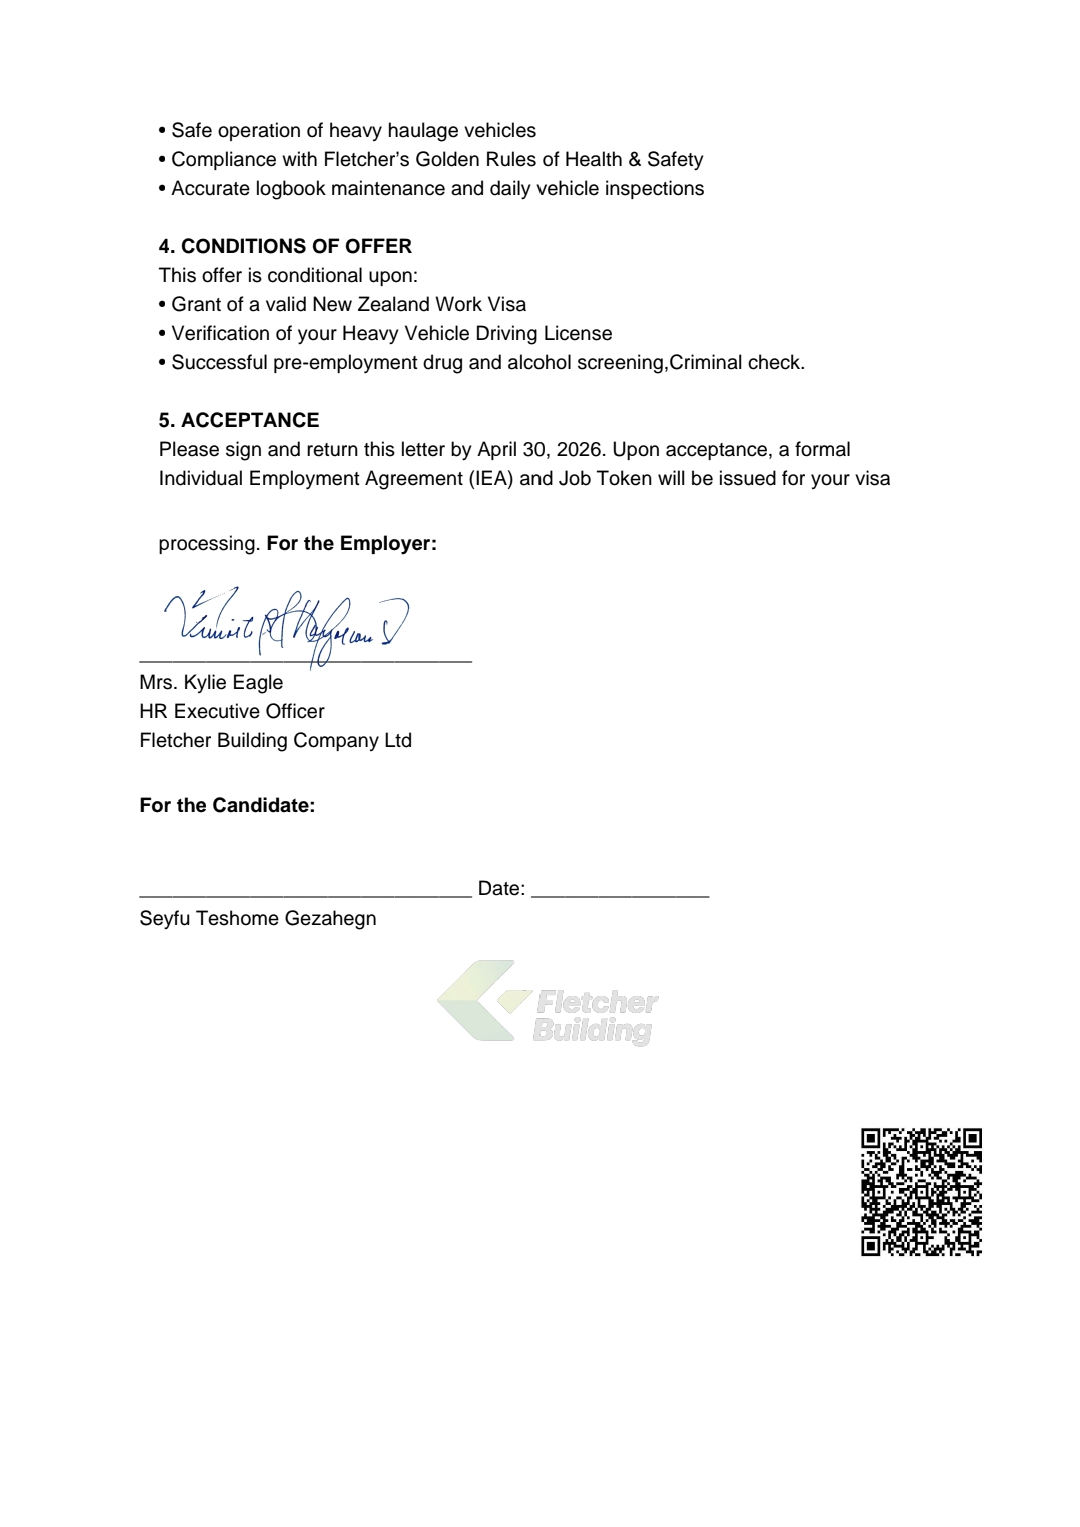 • Safe operation of heavy haulage vehicles
• Compliance with Fletcher’s Golden Rules of Health & Safety
• Accurate logbook maintenance and daily vehicle inspections
4. CONDITIONS OF OFFER
This offer is conditional upon:
• Grant of a valid New Zealand Work Visa
• Verification of your Heavy Vehicle Driving License
• Successful pre-employment drug and alcohol screening,Criminal check.
5. ACCEPTANCE
Please sign and return this letter by April 30, 2026. Upon acceptance, a formal
Individual Employment Agreement (IEA) and Job Token will be issued for your visa
processing. For the Employer:
Mrs. Kylie Eagle
HR Executive Officer
Fletcher Building Company Ltd
For the Candidate:
Date:
Seyfu Teshome Gezahegn
Fletcher
Building